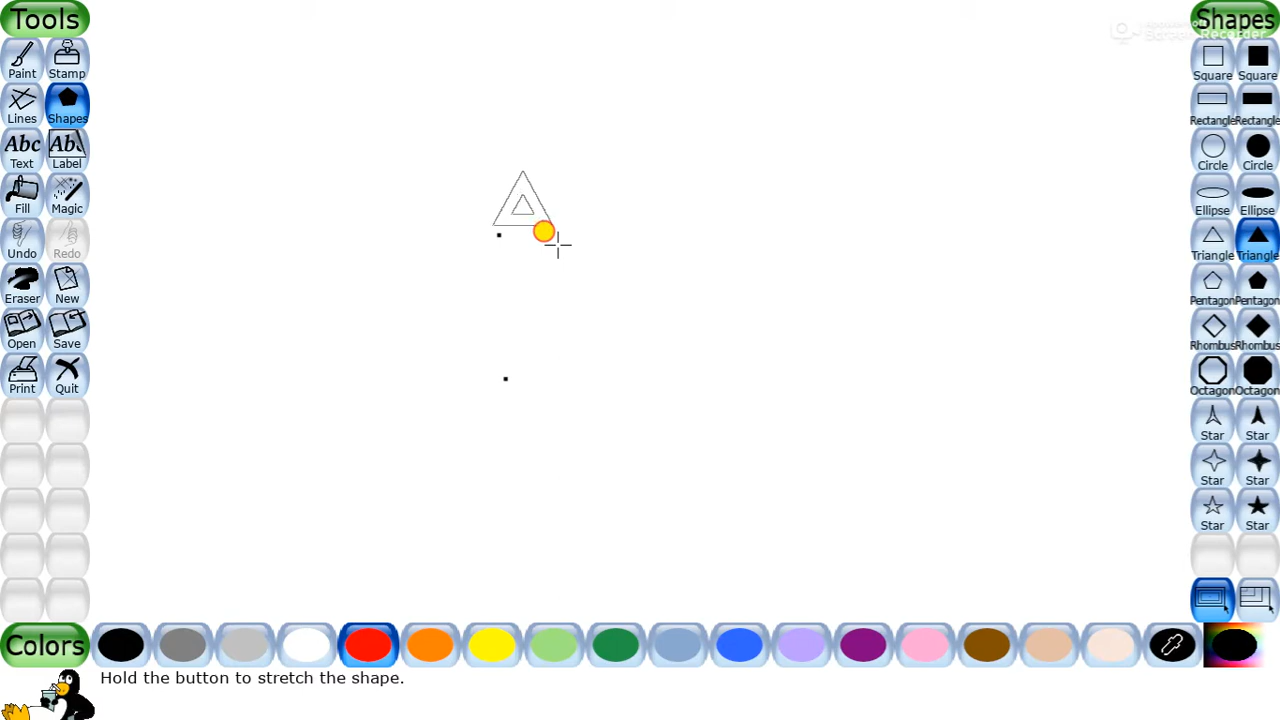 Tools
Shapes
Paint Stamp
Lines Shapes
Abc Abc
Text Label
Fill Magic
Undo Redo
Eraser New
Open Save
Print Quit
Square Square
Rectangle Rectangle
Circle Circle
Ellipse Ellipse
Triangle Triangle
Pentagon Pentagon
Rhombus Rhombus
Octagon Octagon
Star Star
Star Star
Star Star
Screen Recorder
Colors
Hold the button to stretch the shape.